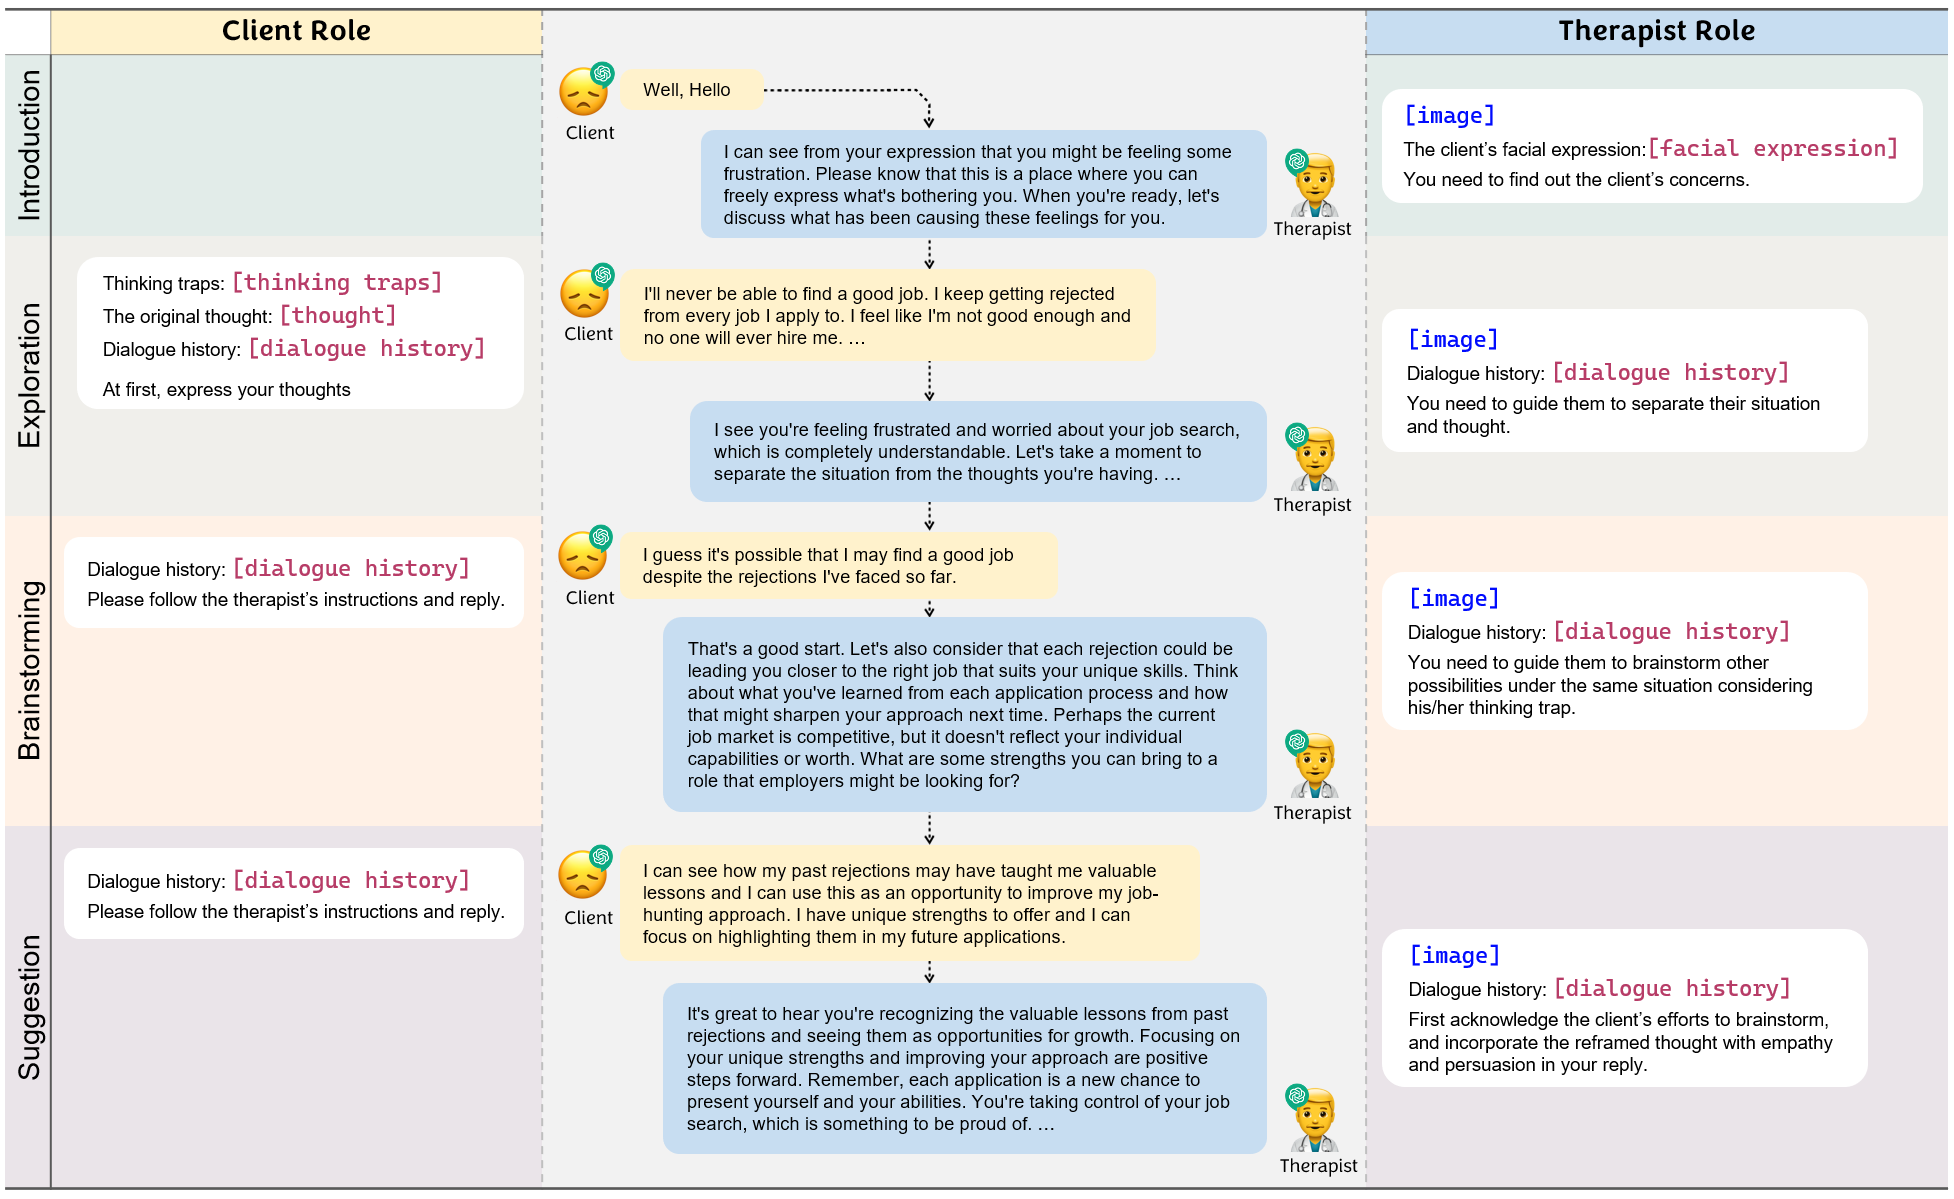 Client Role
Therapist Role
Introduction
Well, Hello
Client
I can see from your expression that you might be feeling some
frustration. Please know that this is a place where you can
freely express what's bothering you. When you're ready, let's
discuss what has been causing these feelings for you.
Therapist
[image]
The client's facial expression:[facial expression]
You need to find out the client's concerns.
Exploration
Thinking traps: [thinking traps]
The original thought: [thought]
Dialogue history: [dialogue history]
At first, express your thoughts
Client
I'll never be able to find a good job. I keep getting rejected
from every job I apply to. I feel like I'm not good enough and
no one will ever hire me. …
I see you're feeling frustrated and worried about your job search,
which is completely understandable. Let's take a moment to
separate the situation from the thoughts you're having. …
Therapist
[image]
Dialogue history: [dialogue history]
You need to guide them to separate their situation
and thought.
Brainstorming
Dialogue history: [dialogue history]
Please follow the therapist's instructions and reply.
Client
I guess it's possible that I may find a good job
despite the rejections I've faced so far.
That's a good start. Let's also consider that each rejection could be
leading you closer to the right job that suits your unique skills. Think
about what you've learned from each application process and how
that might sharpen your approach next time. Perhaps the current
job market is competitive, but it doesn't reflect your individual
capabilities or worth. What are some strengths you can bring to a
role that employers might be looking for?
Therapist
[image]
Dialogue history: [dialogue history]
You need to guide them to brainstorm other
possibilities under the same situation considering
his/her thinking trap.
Suggestion
Dialogue history: [dialogue history]
Please follow the therapist's instructions and reply.
Client
I can see how my past rejections may have taught me valuable
lessons and I can use this as an opportunity to improve my job-
hunting approach. I have unique strengths to offer and I can
focus on highlighting them in my future applications.
It's great to hear you're recognizing the valuable lessons from past
rejections and seeing them as opportunities for growth. Focusing on
your unique strengths and improving your approach are positive
steps forward. Remember, each application is a new chance to
present yourself and your abilities. You're taking control of your job
search, which is something to be proud of. …
Therapist
[image]
Dialogue history: [dialogue history]
First acknowledge the client's efforts to brainstorm,
and incorporate the reframed thought with empathy
and persuasion in your reply.